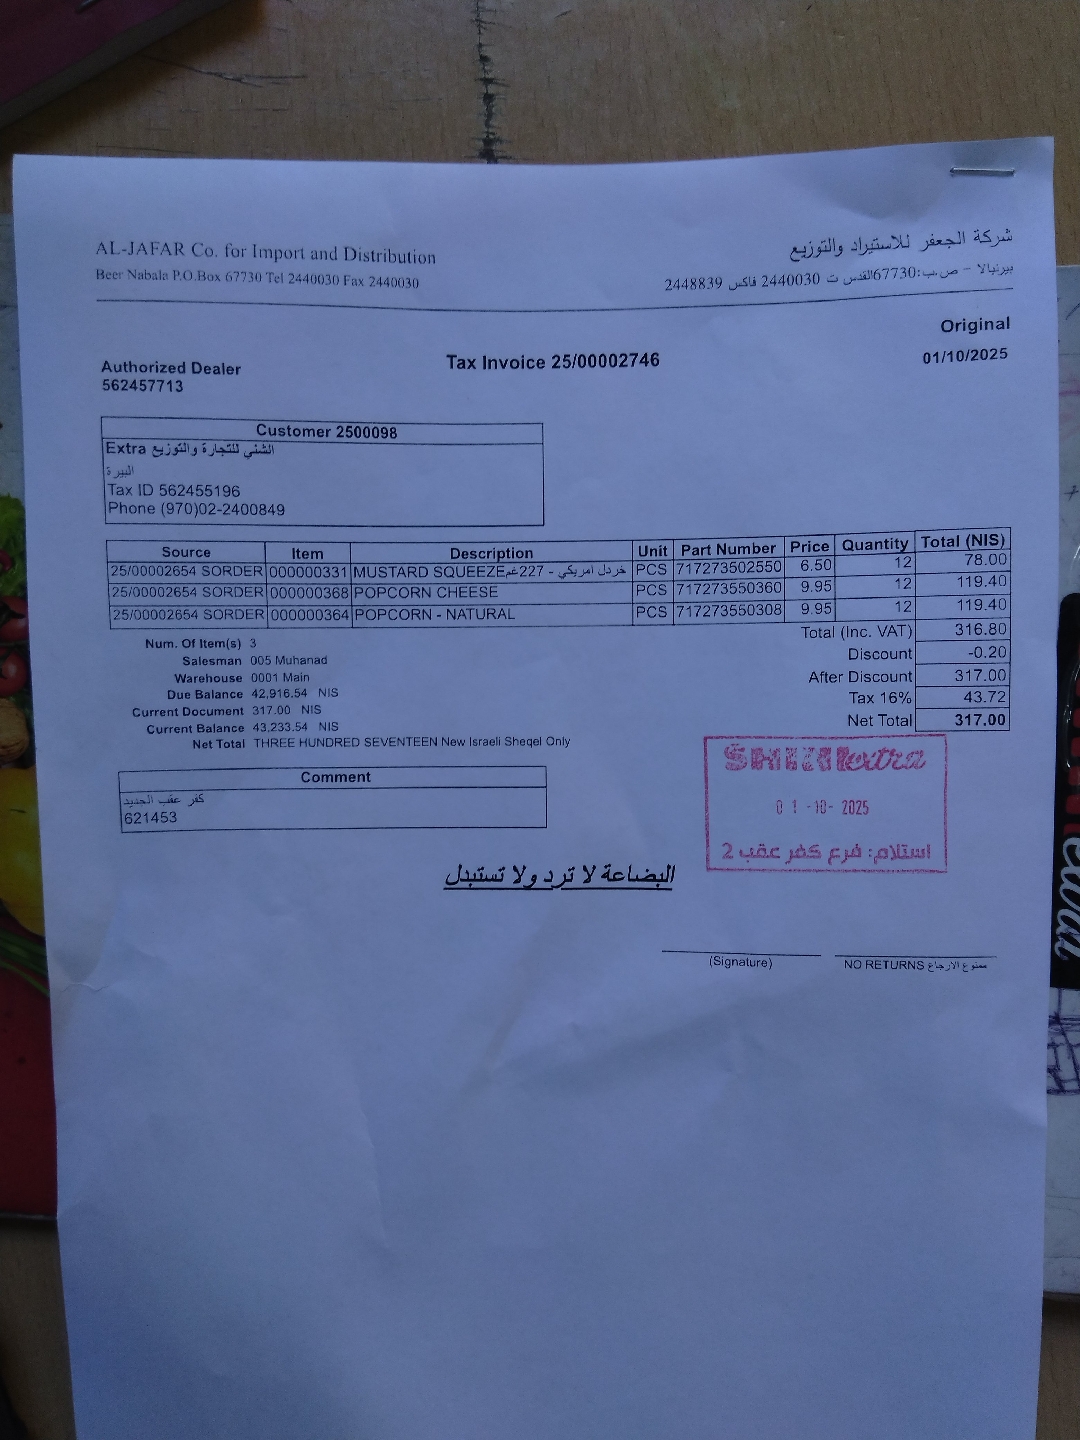 AL-JAFAR Co. for Import and Distribution
Beer Nabala P.O.Box 67730 Tel 2440030 Fax 2440030
شركة الجعفر للاستيراد والتوزيع
بيرنبالا - ص.ب:67730القدس ت 2440030 فاكس 2448839
Original
Authorized Dealer
562457713
Tax Invoice 25/00002746
01/10/2025
Customer 2500098
Extra الشني للتجارة والتوزيع
البيرة
Tax ID 562455196
Phone (970)02-2400849
Source Item Description Unit Part Number Price Quantity Total (NIS)
25/00002654 SORDER 000000331 MUSTARD SQUEEZE خردل امريكي - 227غم PCS 717273502550 6.50 12 78.00
25/00002654 SORDER 000000368 POPCORN CHEESE PCS 717273550360 9.95 12 119.40
25/00002654 SORDER 000000364 POPCORN - NATURAL PCS 717273550308 9.95 12 119.40
Total (Inc. VAT) 316.80
Discount -0.20
After Discount 317.00
Tax 16% 43.72
Net Total 317.00
Num. Of Item(s) 3
Salesman 005 Muhanad
Warehouse 0001 Main
Due Balance 42,916.54 NIS
Current Document 317.00 NIS
Current Balance 43,233.54 NIS
Net Total THREE HUNDRED SEVENTEEN New Israeli Sheqel Only
Comment
كفر عقب الجديد
621453
extra
01-10-2025
استلام: فرع كفر عقب 2
البضاعة لا ترد ولا تستبدل
(Signature)
NO RETURNS ممنوع الارجاع